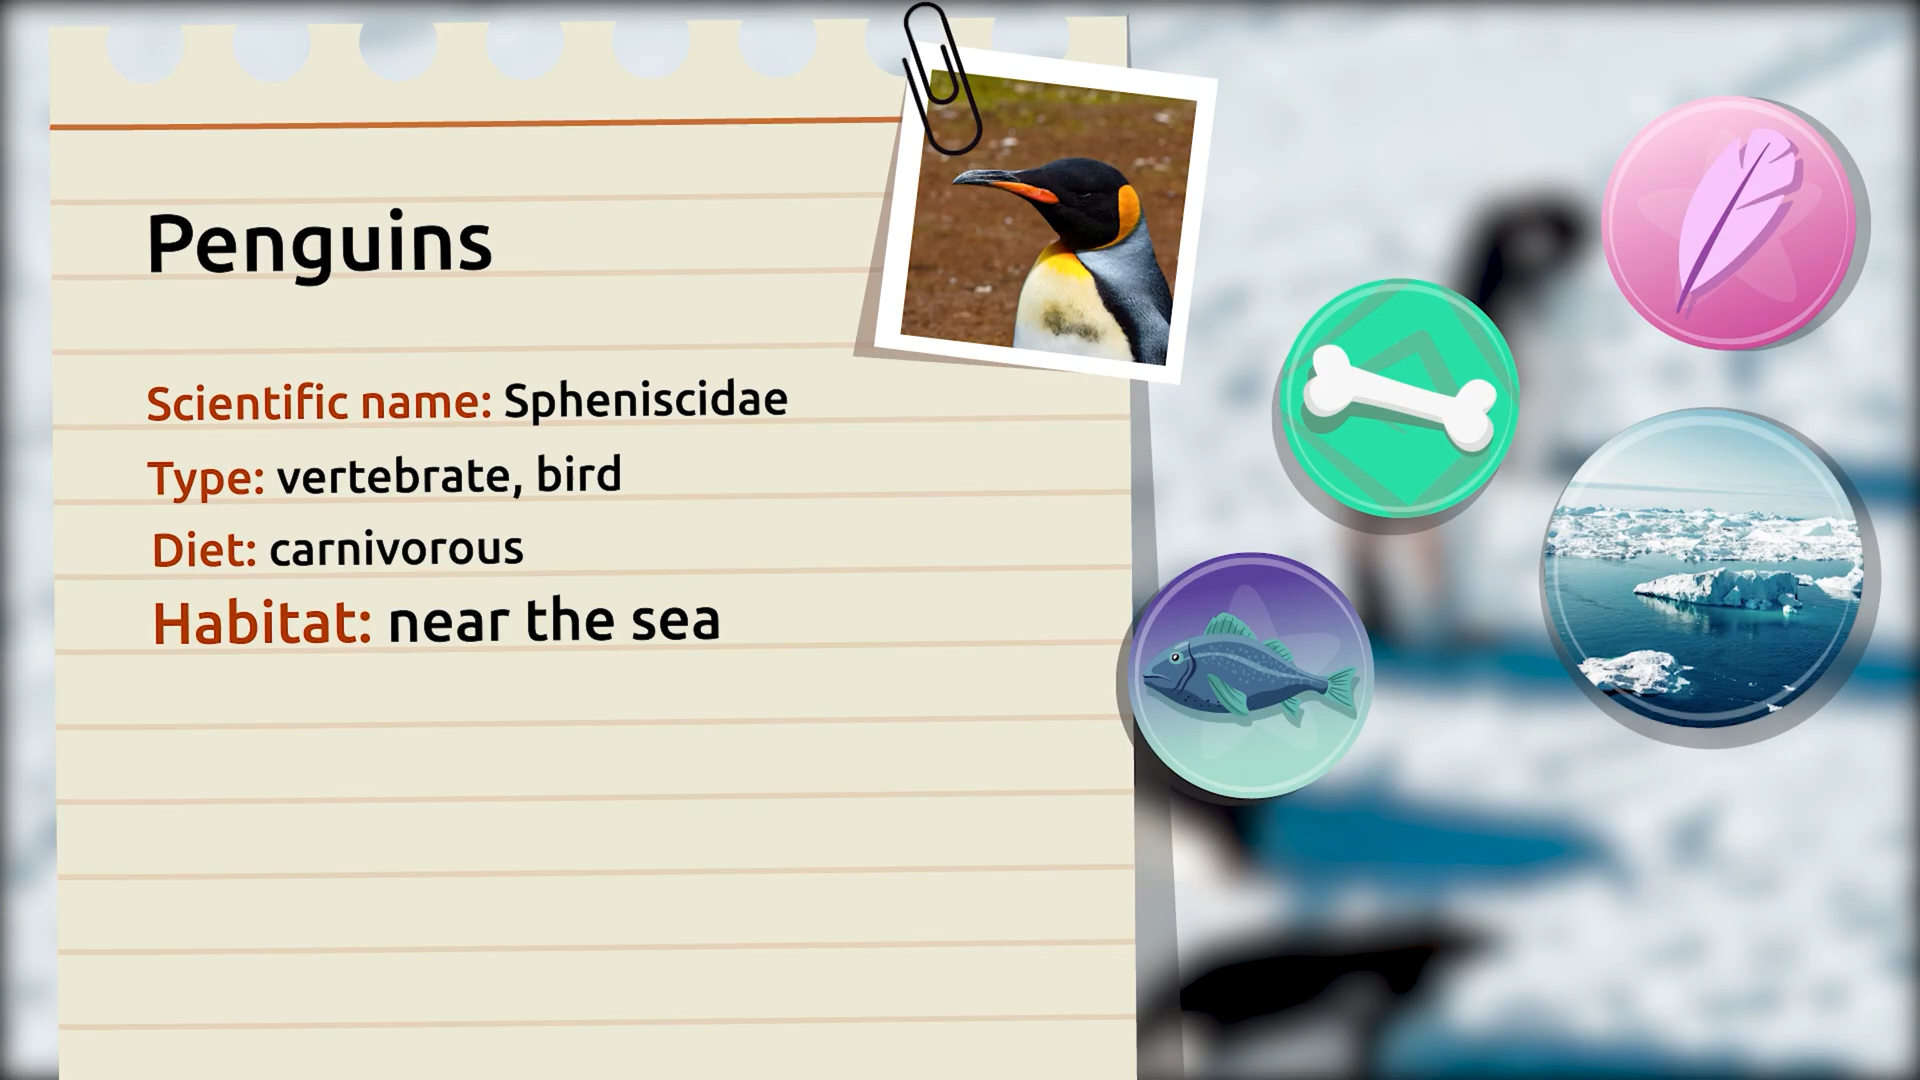 Penguins
Scientific name: Spheniscidae
Type: vertebrate, bird
Diet: carnivorous
Habitat: near the sea